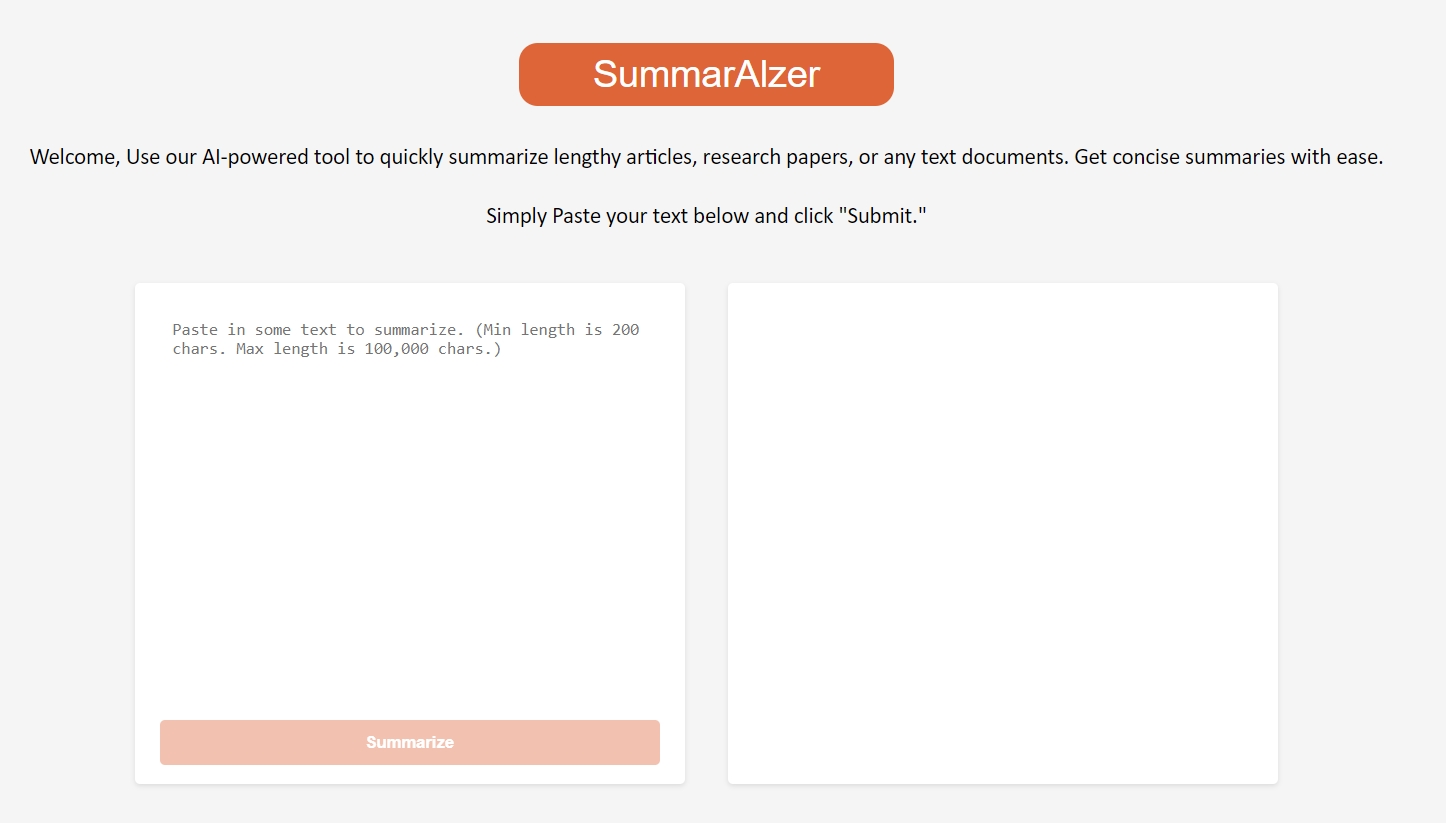 SummarAIzer
Welcome, Use our AI-powered tool to quickly summarize lengthy articles, research papers, or any text documents. Get concise summaries with ease.
Simply Paste your text below and click "Submit."
Paste in some text to summarize. (Min length is 200
chars. Max length is 100,000 chars.)
Summarize